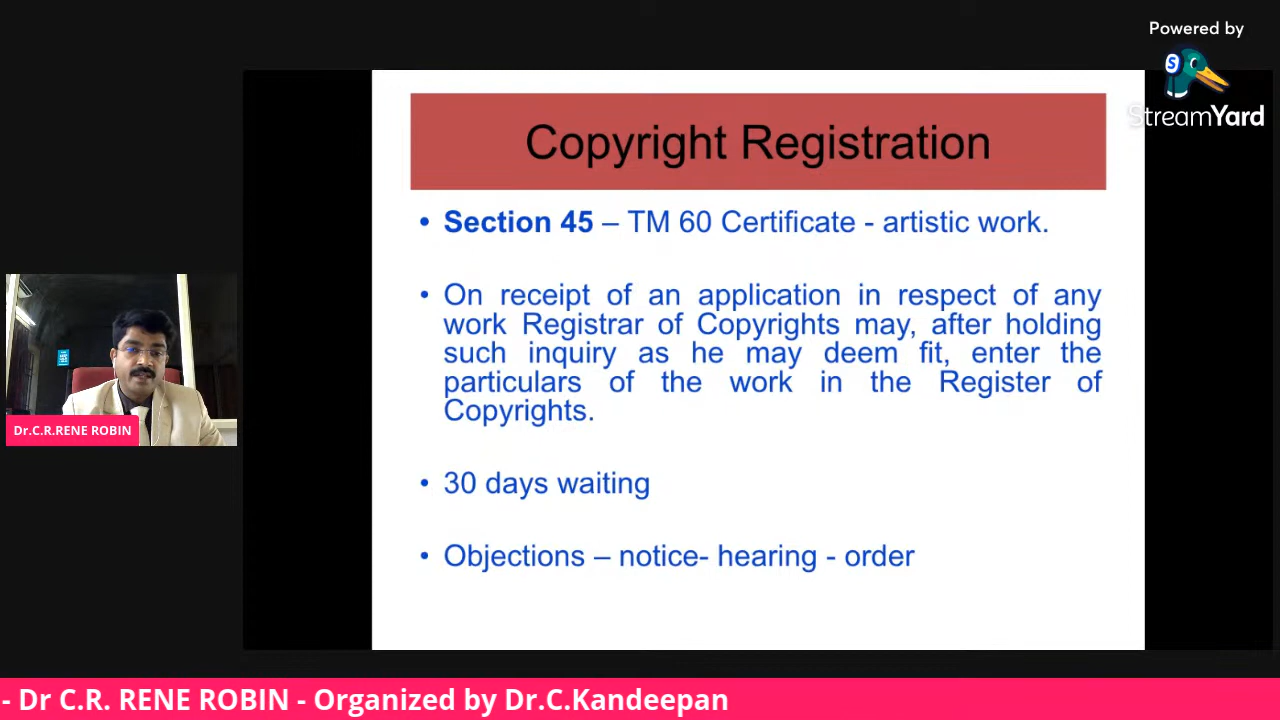 Powered by
StreamYard
Copyright Registration
• Section 45 – TM 60 Certificate - artistic work.
• On receipt of an application in respect of any
work Registrar of Copyrights may, after holding
such inquiry as he may deem fit, enter the
particulars of the work in the Register of
Copyrights.
• 30 days waiting
• Objections – notice- hearing - order
Dr.C.R.RENE ROBIN
- Dr C.R. RENE ROBIN - Organized by Dr.C.Kandeepan